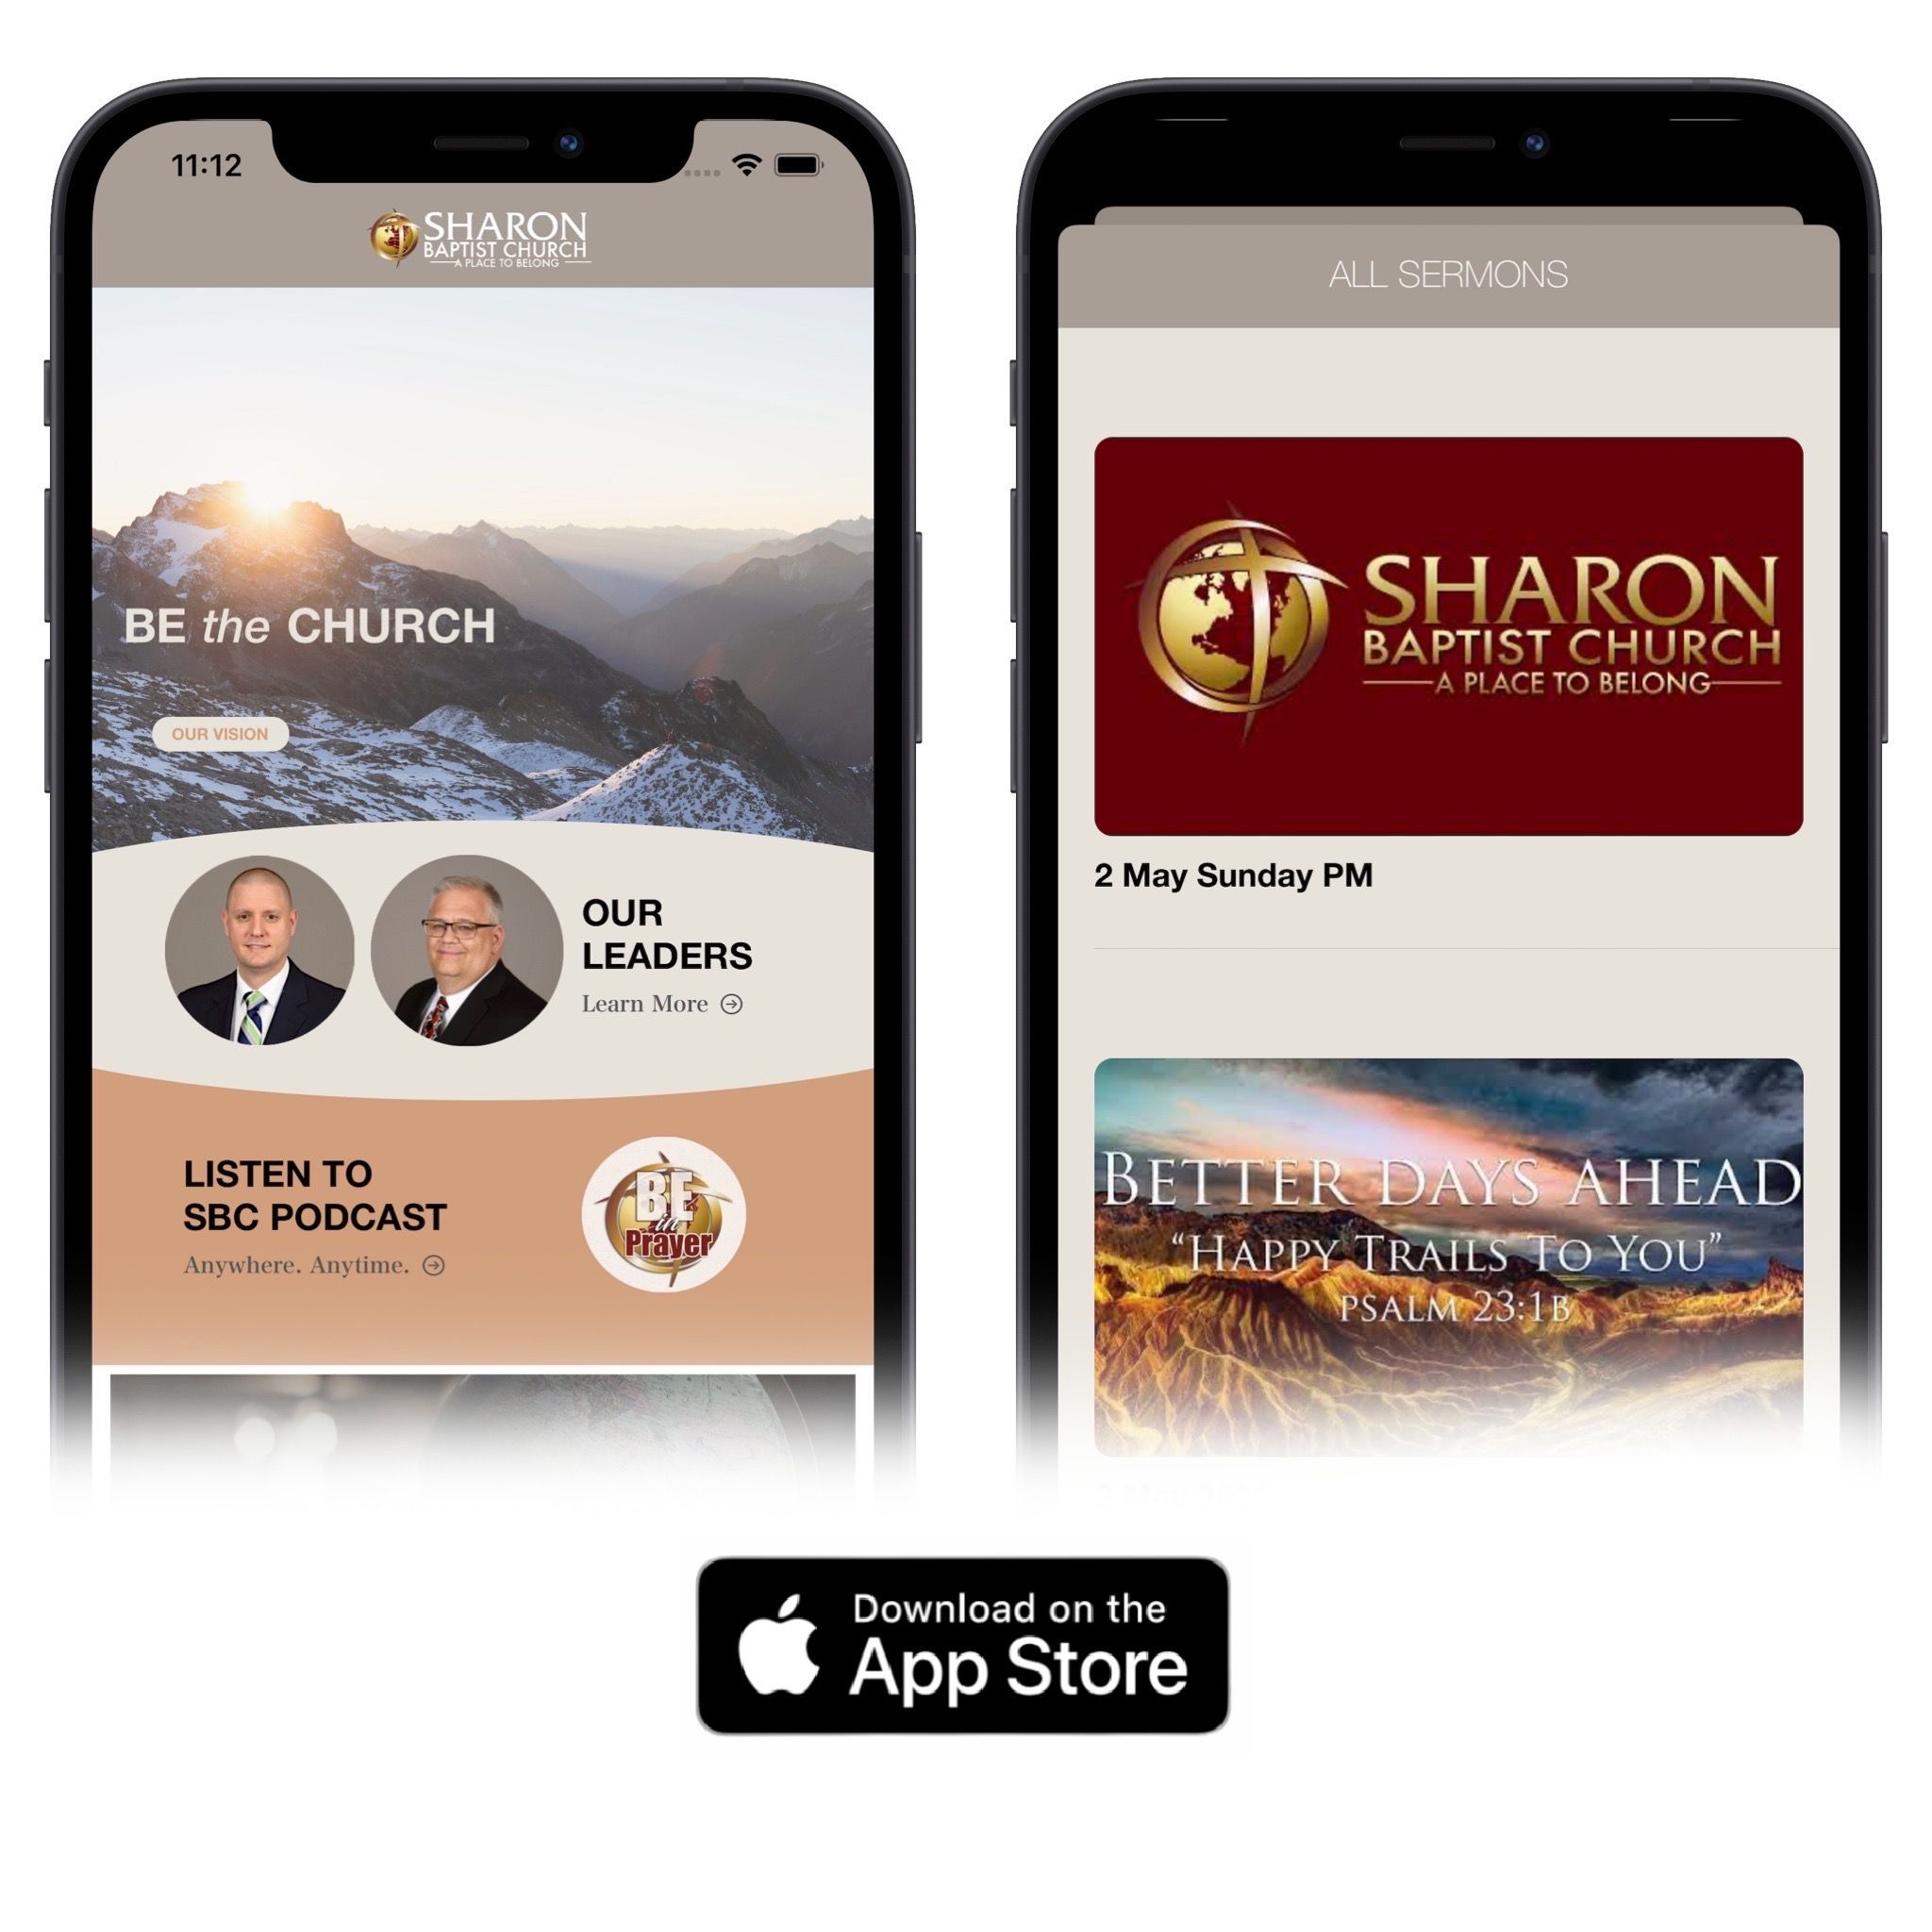 11:12
SHARON
BAPTIST CHURCH
A PLACE TO BELONG
BE the CHURCH
OUR VISION
OUR
LEADERS
Learn More
LISTEN TO
SBC PODCAST
Anywhere. Anytime.
BE
in
Prayer
ALL SERMONS
SHARON
BAPTIST CHURCH
A PLACE TO BELONG
2 May Sunday PM
BETTER DAYS AHEAD
“HAPPY TRAILS TO YOU”
PSALM 23:1B
Download on the
App Store